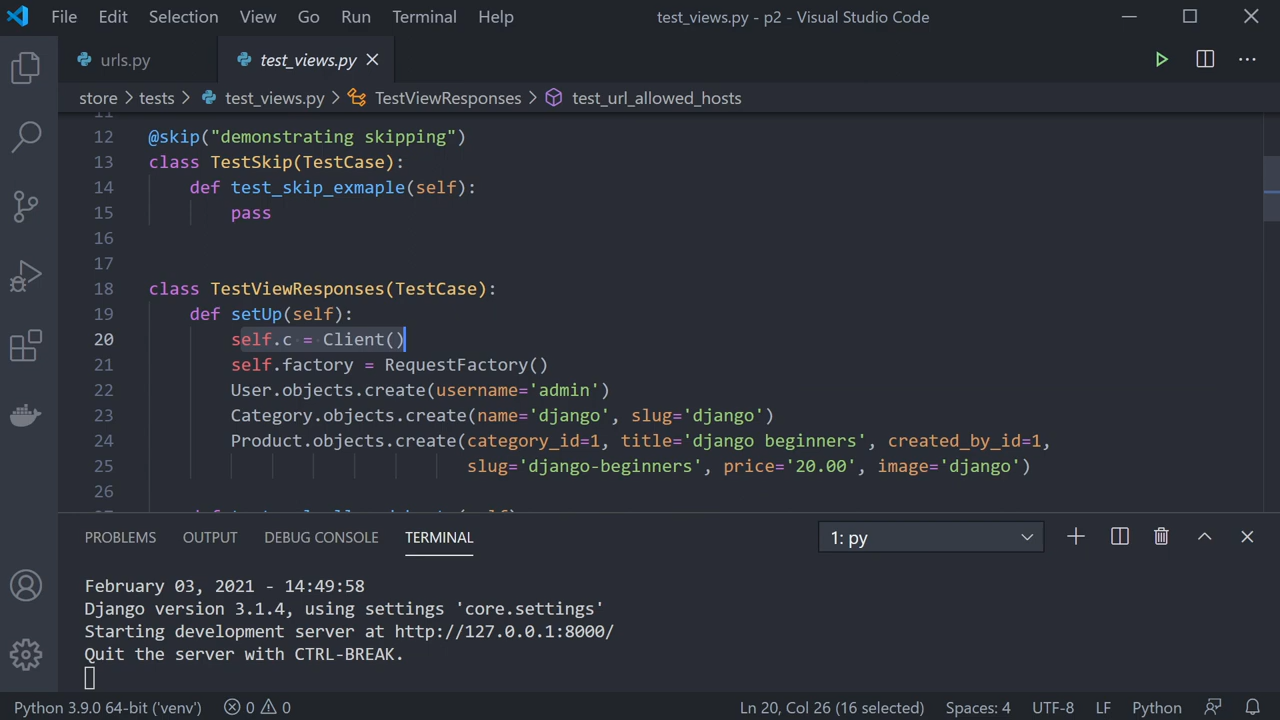 File Edit Selection View Go Run Terminal Help test_views.py - p2 - Visual Studio Code
urls.py test_views.py
store > tests > test_views.py > TestViewResponses > test_url_allowed_hosts
11
12 @skip("demonstrating skipping")
13 class TestSkip(TestCase):
14 def test_skip_exmaple(self):
15 pass
16
17
18 class TestViewResponses(TestCase):
19 def setUp(self):
20 self.c = Client()
21 self.factory = RequestFactory()
22 User.objects.create(username='admin')
23 Category.objects.create(name='django', slug='django')
24 Product.objects.create(category_id=1, title='django beginners', created_by_id=1,
25 slug='django-beginners', price='20.00', image='django')
26
PROBLEMS OUTPUT DEBUG CONSOLE TERMINAL 1: py
February 03, 2021 - 14:49:58
Django version 3.1.4, using settings 'core.settings'
Starting development server at http://127.0.0.1:8000/
Quit the server with CTRL-BREAK.
Python 3.9.0 64-bit ('venv') 0 0 Ln 20, Col 26 (16 selected) Spaces: 4 UTF-8 LF Python